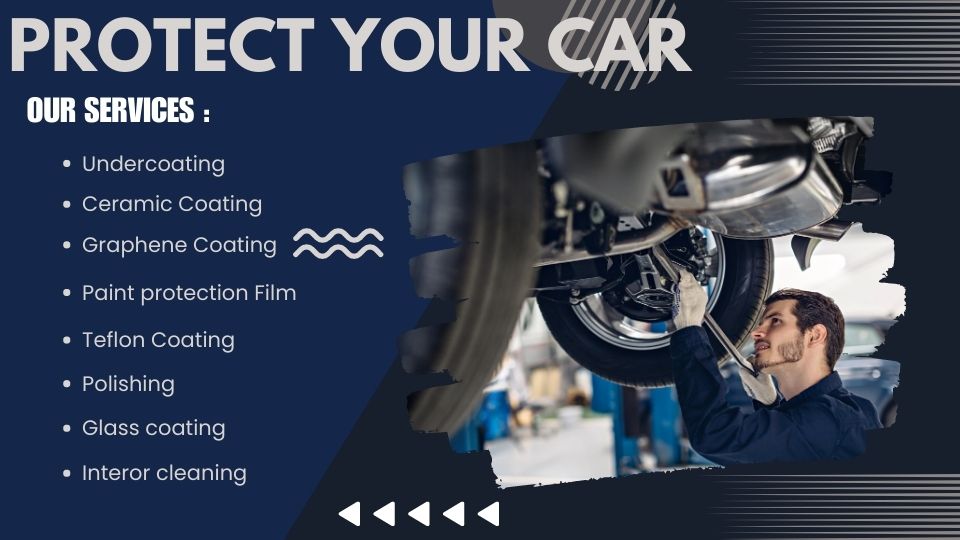 PROTECT YOUR CAR
OUR SERVICES :
Undercoating
Ceramic Coating
Graphene Coating
Paint protection Film
Teflon Coating
Polishing
Glass coating
Interor cleaning